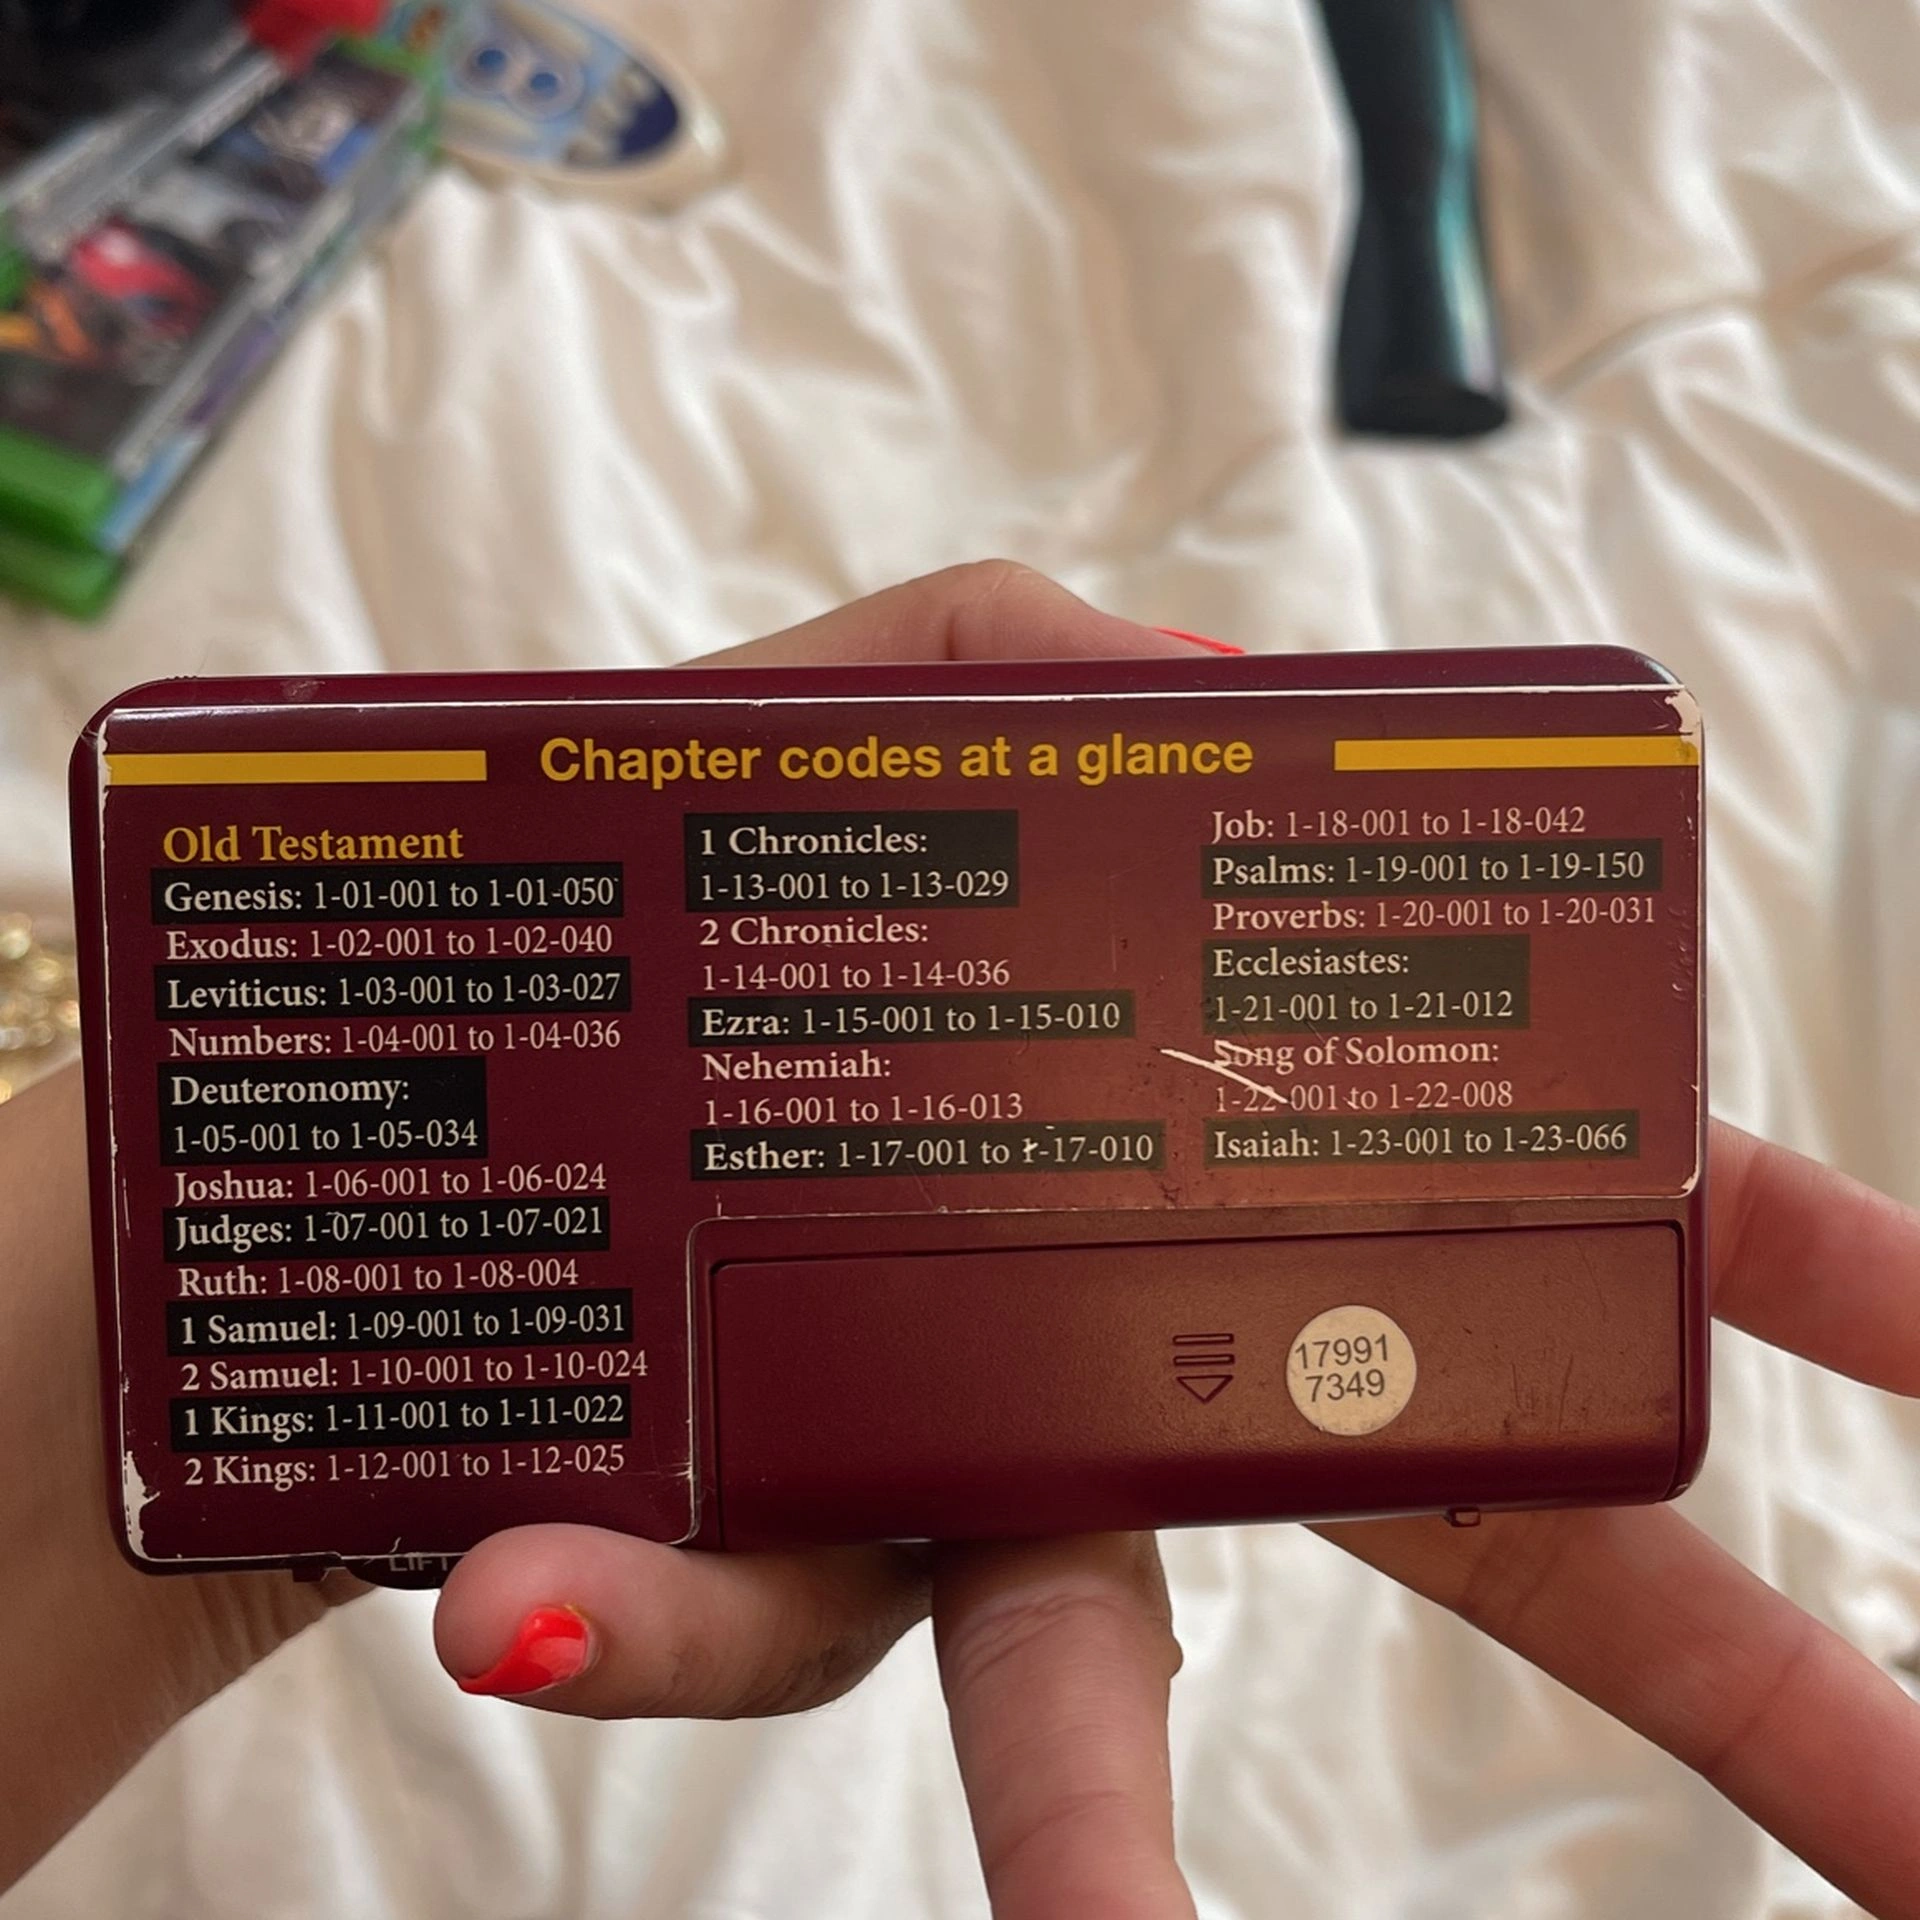 Chapter codes at a glance
Old Testament
Genesis: 1-01-001 to 1-01-050
Exodus: 1-02-001 to 1-02-040
Leviticus: 1-03-001 to 1-03-027
Numbers: 1-04-001 to 1-04-036
Deuteronomy:
1-05-001 to 1-05-034
Joshua: 1-06-001 to 1-06-024
Judges: 1-07-001 to 1-07-021
Ruth: 1-08-001 to 1-08-004
1 Samuel: 1-09-001 to 1-09-031
2 Samuel: 1-10-001 to 1-10-024
1 Kings: 1-11-001 to 1-11-022
2 Kings: 1-12-001 to 1-12-025
1 Chronicles:
1-13-001 to 1-13-029
2 Chronicles:
1-14-001 to 1-14-036
Ezra: 1-15-001 to 1-15-010
Nehemiah:
1-16-001 to 1-16-013
Esther: 1-17-001 to 1-17-010
Job: 1-18-001 to 1-18-042
Psalms: 1-19-001 to 1-19-150
Proverbs: 1-20-001 to 1-20-031
Ecclesiastes:
1-21-001 to 1-21-012
Song of Solomon:
1-22-001 to 1-22-008
Isaiah: 1-23-001 to 1-23-066
17991
7349